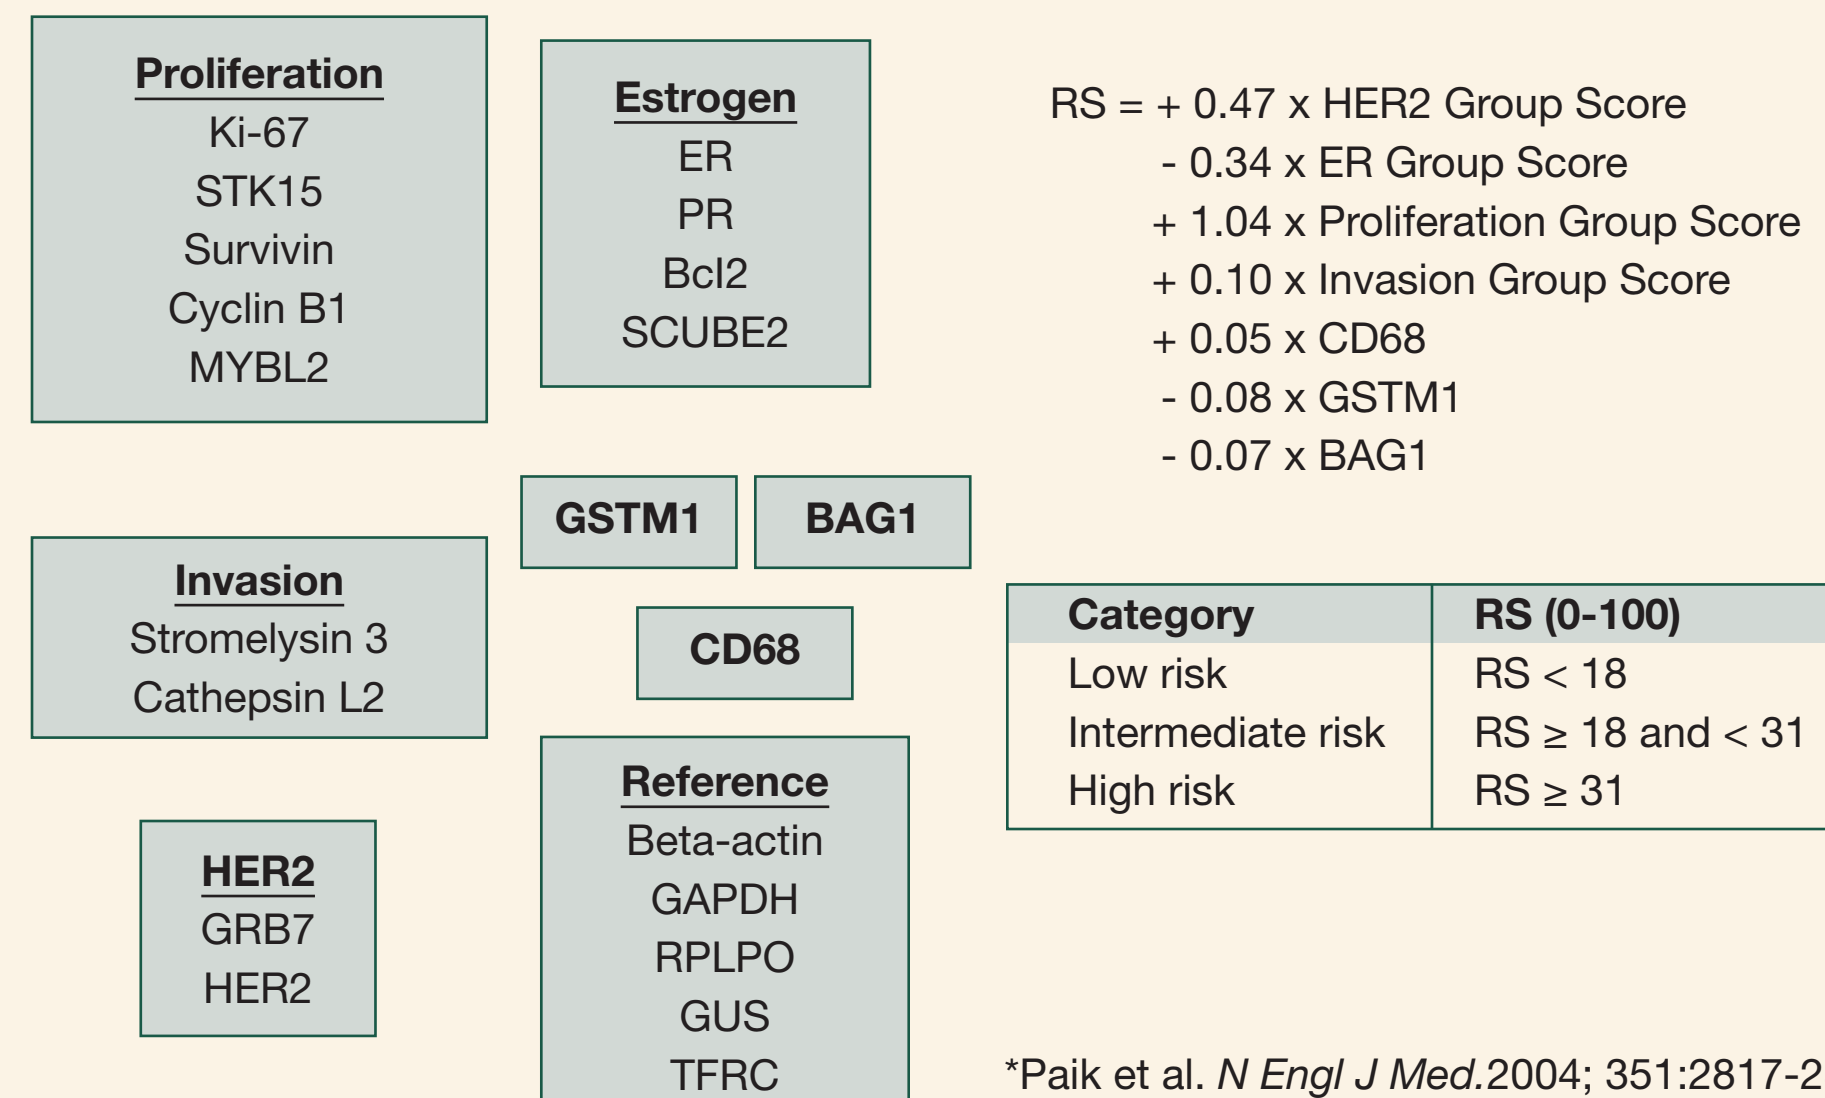 Proliferation
Ki-67
STK15
Survivin
Cyclin B1
MYBL2
Estrogen
ER
PR
Bcl2
SCUBE2
RS = + 0.47 x HER2 Group Score
- 0.34 x ER Group Score
+ 1.04 x Proliferation Group Score
+ 0.10 x Invasion Group Score
+ 0.05 x CD68
- 0.08 x GSTM1
- 0.07 x BAG1
GSTM1
BAG1
Invasion
Stromelysin 3
Cathepsin L2
CD68
Category RS (0-100)
Low risk RS < 18
Intermediate risk RS ≥ 18 and < 31
High risk RS ≥ 31
HER2
GRB7
HER2
Reference
Beta-actin
GAPDH
RPLPO
GUS
TFRC
*Paik et al. N Engl J Med.2004; 351:2817-2